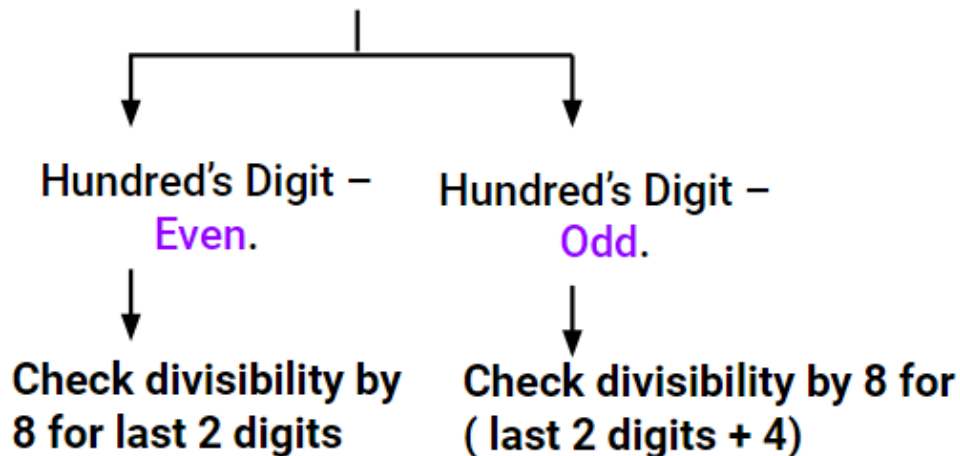 Hundred’s Digit –
Even.
Hundred’s Digit –
Odd.
Check divisibility by
8 for last 2 digits
Check divisibility by 8 for
( last 2 digits + 4)